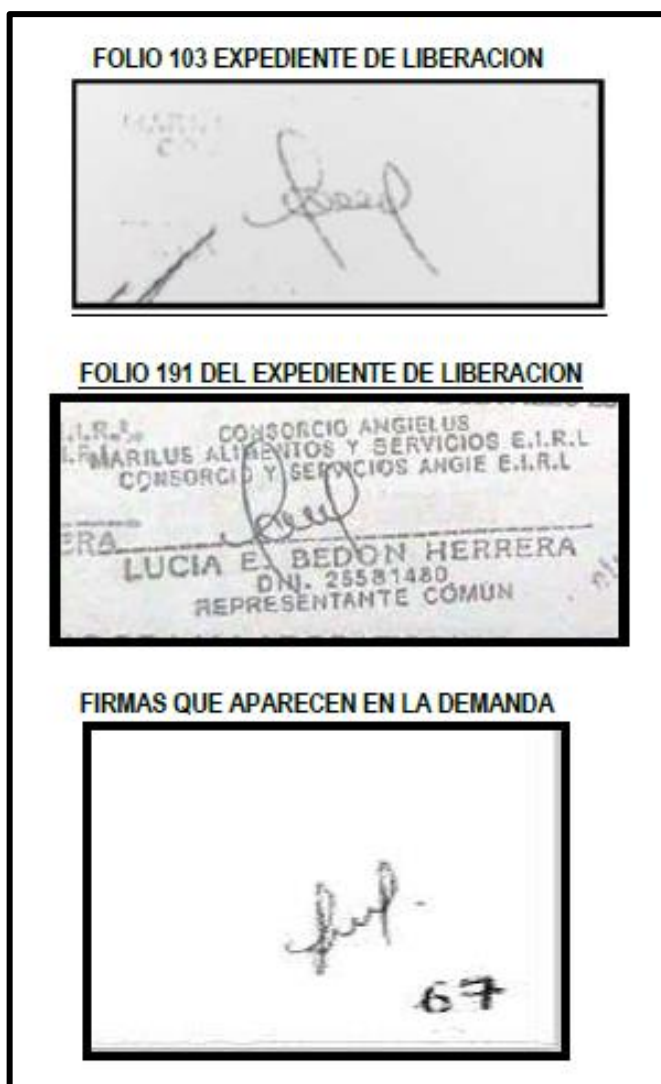 FOLIO 103 EXPEDIENTE DE LIBERACION
FOLIO 191 DEL EXPEDIENTE DE LIBERACION
CONSORCIO ANGIELUS
MARILUS ALIMENTOS Y SERVICIOS E.I.R.L
CONSORCIO Y SERVICIOS ANGIE E.I.R.L
ERA
LUCIA E. BEDON HERRERA
DNI. 25581480
REPRESENTANTE COMUN
FIRMAS QUE APARECEN EN LA DEMANDA
67